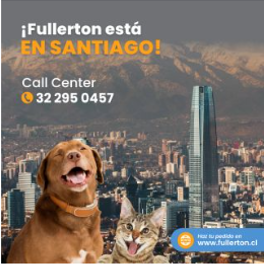 ¡Fullerton está
EN SANTIAGO!
Call Center
32 295 0457
Haz tu pedido en
www.fullerton.cl